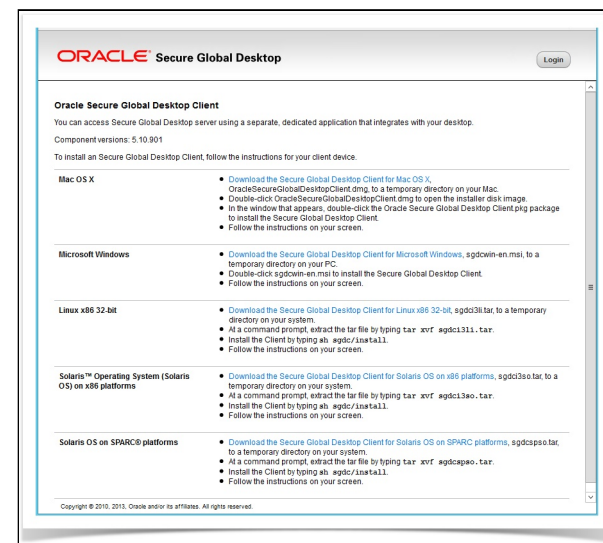 ORACLE® Secure Global Desktop
Login
Oracle Secure Global Desktop Client
You can access Secure Global Desktop server using a separate, dedicated application that integrates with your desktop.
Component versions: 5.10.901
To install an Secure Global Desktop Client, follow the instructions for your client device.
Mac OS X
● Download the Secure Global Desktop Client for Mac OS X,
OracleSecureGlobalDesktopClient.dmg, to a temporary directory on your Mac.
● Double-click OracleSecureGlobalDesktopClient.dmg to open the installer disk image.
● In the window that appears, double-click the Oracle Secure Global Desktop Client.pkg package
to install the Secure Global Desktop Client.
● Follow the instructions on your screen.
Microsoft Windows
● Download the Secure Global Desktop Client for Microsoft Windows, sgdcwin-en.msi, to a
temporary directory on your PC.
● Double-click sgdcwin-en.msi to install the Secure Global Desktop Client.
● Follow the instructions on your screen.
Linux x86 32-bit
● Download the Secure Global Desktop Client for Linux x86 32-bit, sgdci3li.tar, to a temporary
directory on your system.
● At a command prompt, extract the tar file by typing tar xvf sgdci3li.tar.
● Install the Client by typing sh sgdc/install.
● Follow the instructions on your screen.
Solaris™ Operating System (Solaris
OS) on x86 platforms
● Download the Secure Global Desktop Client for Solaris OS on x86 platforms, sgdci3so.tar, to a
temporary directory on your system.
● At a command prompt, extract the tar file by typing tar xvf sgdci3so.tar.
● Install the Client by typing sh sgdc/install.
● Follow the instructions on your screen.
Solaris OS on SPARC® platforms
● Download the Secure Global Desktop Client for Solaris OS on SPARC platforms, sgdcspso.tar,
to a temporary directory on your system.
● At a command prompt, extract the tar file by typing tar xvf sgdcspso.tar.
● Install the Client by typing sh sgdc/install.
● Follow the instructions on your screen.
Copyright © 2010, 2013, Oracle and/or its affiliates. All rights reserved.